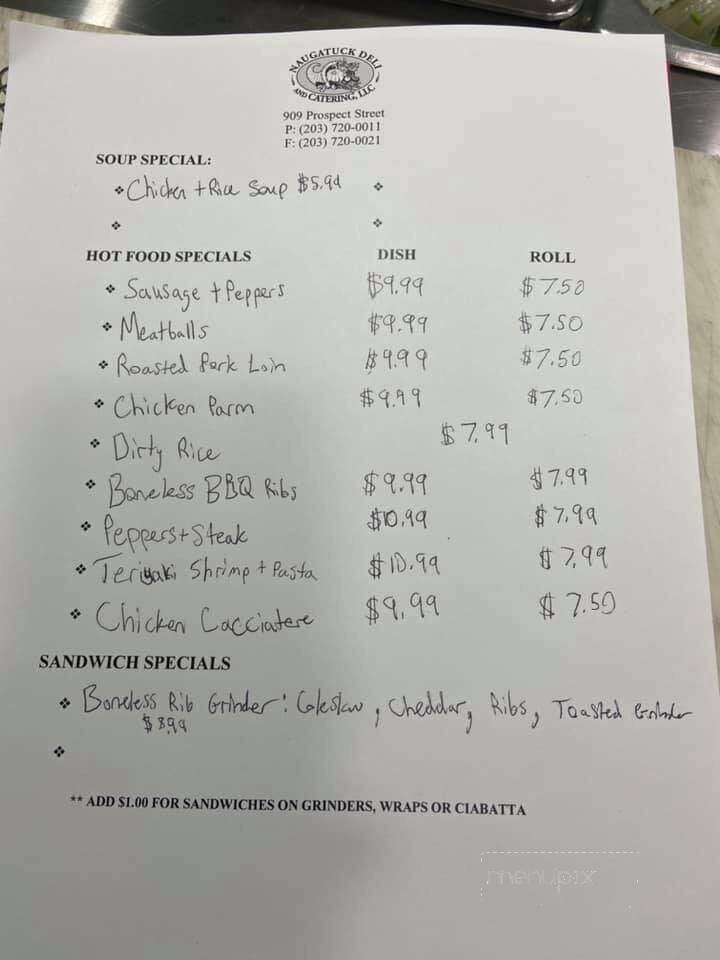 NAUGATUCK DELI
AND CATERING, LLC
909 Prospect Street
P: (203) 720-0011
F: (203) 720-0021
SOUP SPECIAL:
❖ Chicken + Rice Soup $5.99 ❖
❖ ❖
HOT FOOD SPECIALS DISH ROLL
❖ Sausage + Peppers $9.99 $7.50
❖ Meatballs $9.99 $7.50
❖ Roasted Pork Loin $9.99 $7.50
❖ Chicken Parm $9.99 $7.50
❖ Dirty Rice $7.99
❖ Boneless BBQ Ribs $9.99 $7.99
❖ Peppers + Steak $10.99 $7.99
❖ Teriyaki Shrimp + Pasta $10.99 $7.99
❖ Chicken Cacciatere $9.99 $7.50
SANDWICH SPECIALS
❖ Boneless Rib Grinder: Coleslaw, Cheddar, Ribs, Toasted Grinder
$8.99
❖
** ADD $1.00 FOR SANDWICHES ON GRINDERS, WRAPS OR CIABATTA
menupix